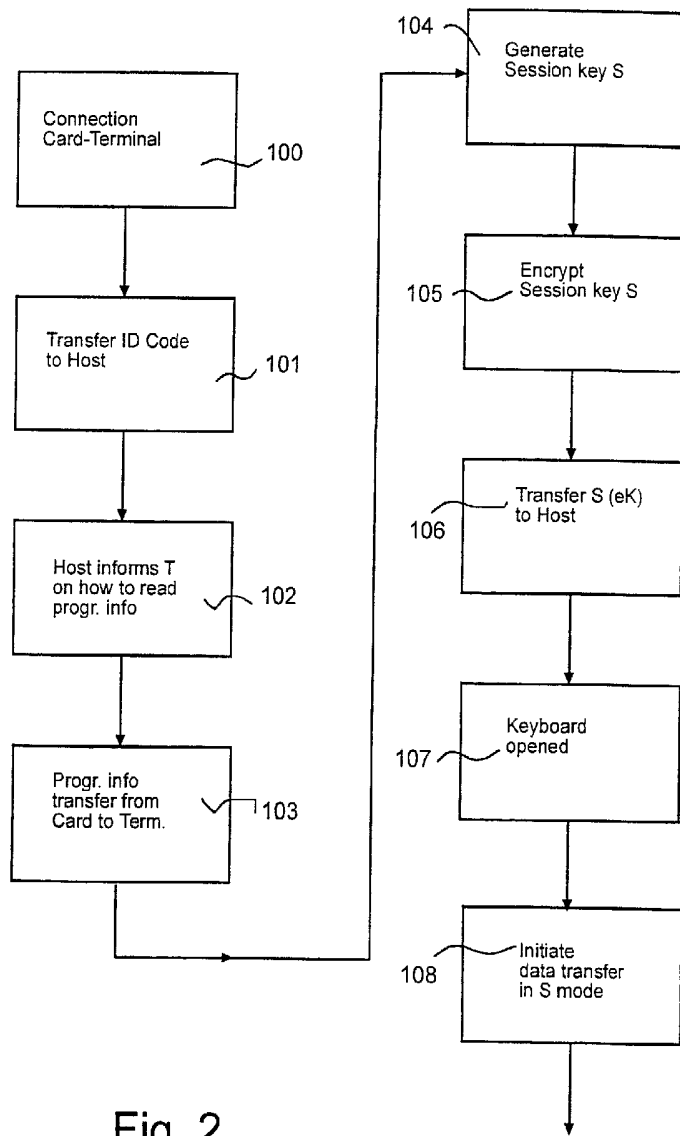 Connection
Card-Terminal
100
Transfer ID Code
to Host
101
Host informs T
on how to read
progr. info
102
Progr. info
transfer from
Card to Term.
103
104
Generate
Session key S
105
Encrypt
Session key S
106
Transfer S (eK)
to Host
107
Keyboard
opened
108
Initiate
data transfer
in S mode
Fig. 2